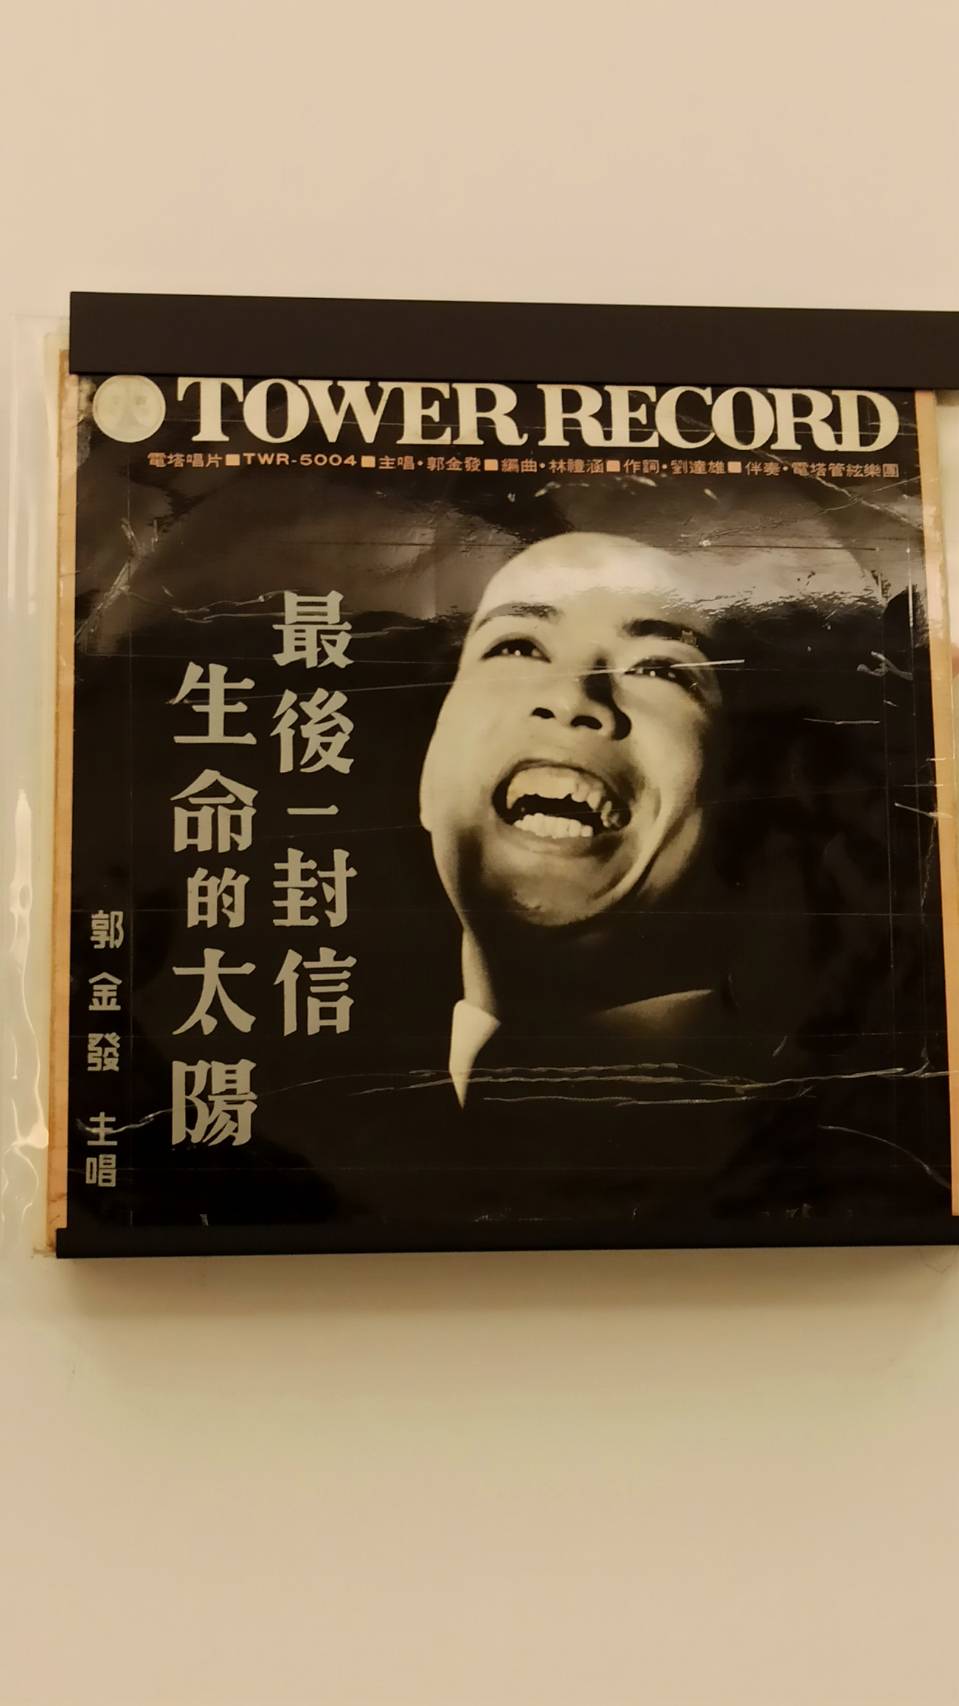 TOWER RECORD
電塔唱片■TWR-5004■主唱·郭金發■編曲·林禮涵■作詞·劉達雄■伴奏·電塔管絃樂團
最後一封信
生命的太陽
郭金發 主唱